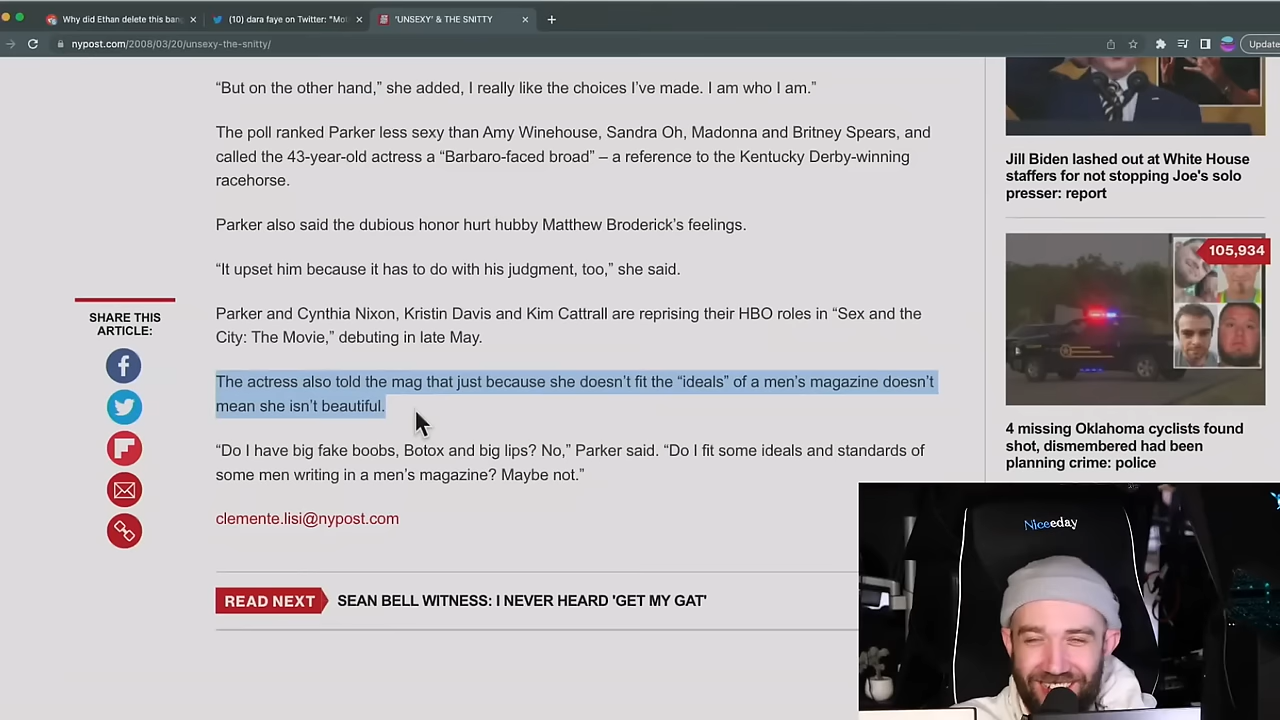 Why did Ethan delete this bang
(10) dara faye on Twitter: "Mot
'UNSEXY' & THE SNITTY
nypost.com/2008/03/20/unsexy-the-snitty/
Update
“But on the other hand,” she added, I really like the choices I’ve made. I am who I am.”
The poll ranked Parker less sexy than Amy Winehouse, Sandra Oh, Madonna and Britney Spears, and
called the 43-year-old actress a “Barbaro-faced broad” – a reference to the Kentucky Derby-winning
racehorse.
Parker also said the dubious honor hurt hubby Matthew Broderick’s feelings.
“It upset him because it has to do with his judgment, too,” she said.
Parker and Cynthia Nixon, Kristin Davis and Kim Cattrall are reprising their HBO roles in “Sex and the
City: The Movie,” debuting in late May.
The actress also told the mag that just because she doesn’t fit the “ideals” of a men’s magazine doesn’t
mean she isn’t beautiful.
“Do I have big fake boobs, Botox and big lips? No,” Parker said. “Do I fit some ideals and standards of
some men writing in a men’s magazine? Maybe not.”
clemente.lisi@nypost.com
SHARE THIS
ARTICLE:
READ NEXT
SEAN BELL WITNESS: I NEVER HEARD 'GET MY GAT'
Jill Biden lashed out at White House
staffers for not stopping Joe's solo
presser: report
105,934
4 missing Oklahoma cyclists found
shot, dismembered had been
planning crime: police
Niceday